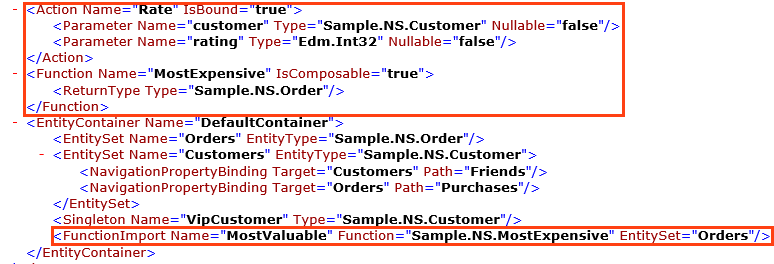 - <Action Name="Rate" IsBound="true">
<Parameter Name="customer" Type="Sample.NS.Customer" Nullable="false"/>
<Parameter Name="rating" Type="Edm.Int32" Nullable="false"/>
</Action>
- <Function Name="MostExpensive" IsComposable="true">
<ReturnType Type="Sample.NS.Order"/>
</Function>
- <EntityContainer Name="DefaultContainer">
<EntitySet Name="Orders" EntityType="Sample.NS.Order"/>
- <EntitySet Name="Customers" EntityType="Sample.NS.Customer">
<NavigationPropertyBinding Target="Customers" Path="Friends"/>
<NavigationPropertyBinding Target="Orders" Path="Purchases"/>
</EntitySet>
<Singleton Name="VipCustomer" Type="Sample.NS.Customer"/>
<FunctionImport Name="MostValuable" Function="Sample.NS.MostExpensive" EntitySet="Orders"/>
</EntityContainer>